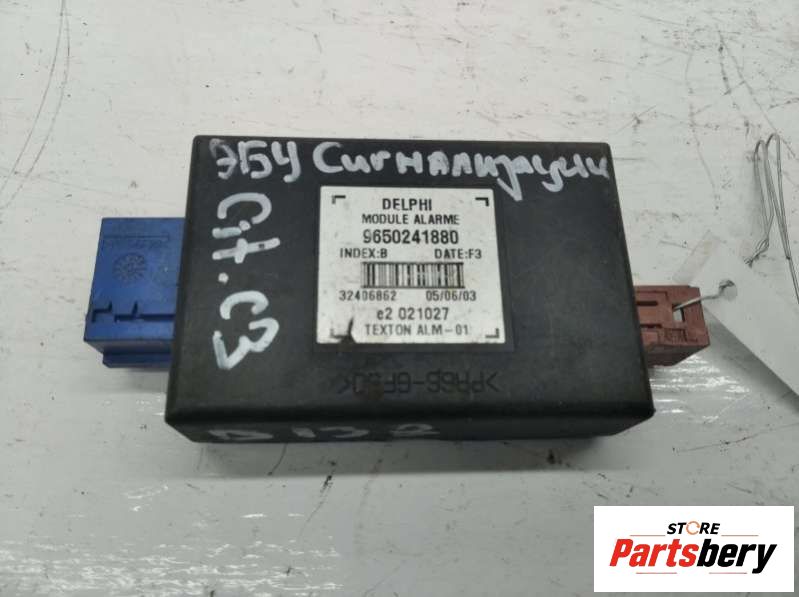 ЭБУ Сигнализации
Cit. C3
DELPHI
MODULE ALARME
9650241880
INDEX:B DATE:F3
32406862 05/06/03
e2 021027
TEXTON ALM-01
>PA66-GF30<
STORE
Partsbery